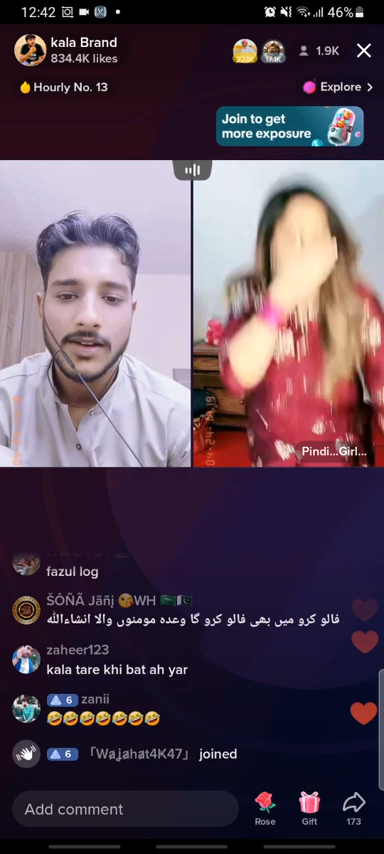 12:42
46%
kala Brand
834.4K likes
1.9K
Hourly No. 13
Explore
Join to get
more exposure
Pindi...Girl...
fazul log
ŠÔÑÃ Jãñj WH
فالو کرو میں بھی فالو کرو گا وعدہ مومنوں والا انشاءالله
zaheer123
kala tare khi bat ah yar
6 zanii
6 「Wajahat4K47」 joined
Add comment
Rose
Gift
173